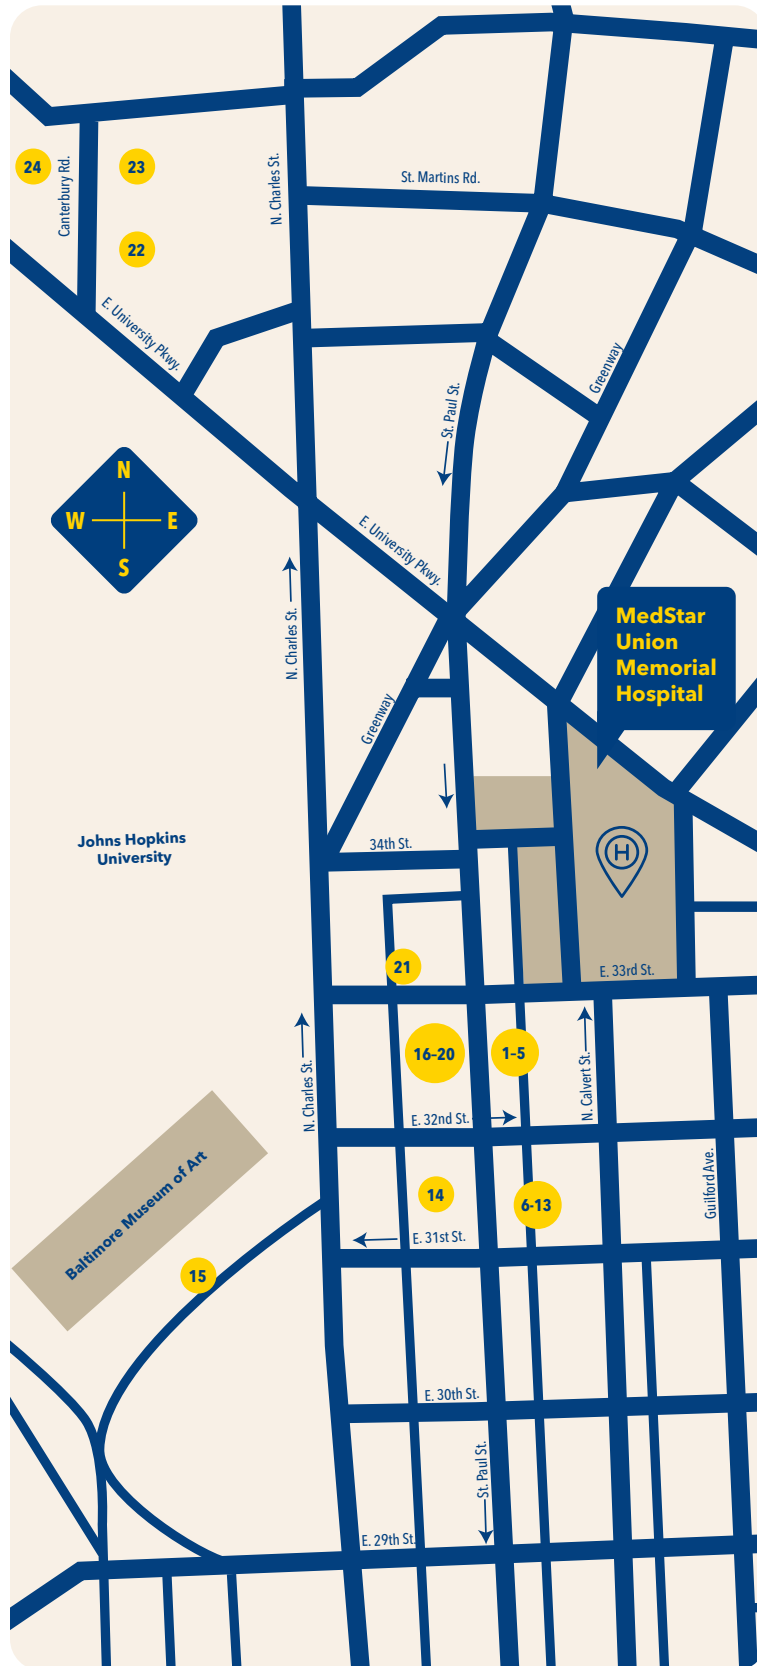 24
Canterbury Rd.
23
22
N. Charles St.
St. Martins Rd.
E. University Pkwy.
Greenway
St. Paul St.
N
W
E
S
E. University Pkwy.
N. Charles St.
MedStar
Union
Memorial
Hospital
Greenway
Johns Hopkins
University
34th St.
H
21
E. 33rd St.
16-20
1-5
N. Charles St.
N. Calvert St.
E. 32nd St.
Baltimore Museum of Art
14
6-13
Guilford Ave.
E. 31st St.
15
E. 30th St.
St. Paul St.
E. 29th St.